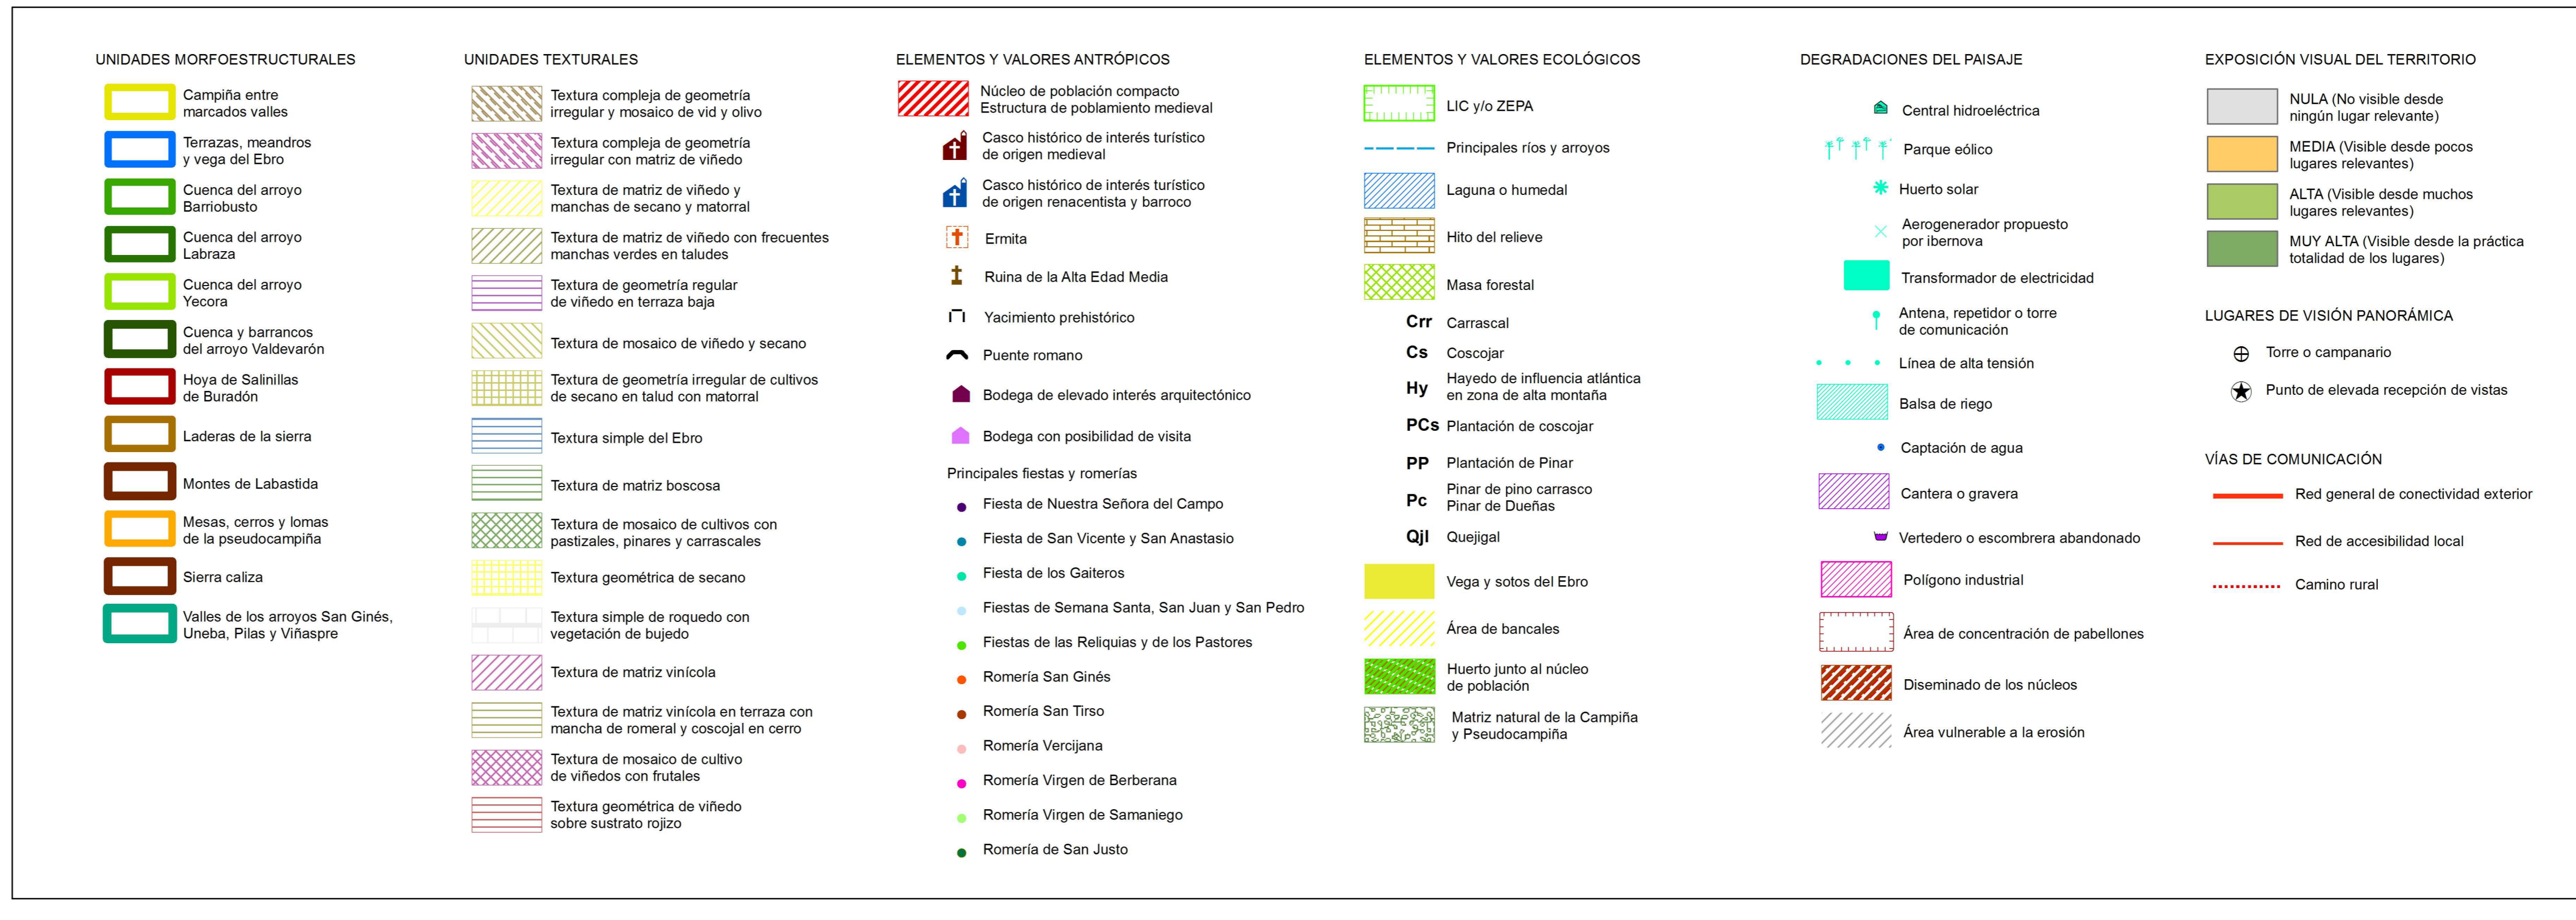 UNIDADES MORFOESTRUCTURALES
Campiña entre
marcados valles
Terrazas, meandros
y vega del Ebro
Cuenca del arroyo
Barriobusto
Cuenca del arroyo
Labraza
Cuenca del arroyo
Yecora
Cuenca y barrancos
del arroyo Valdevarón
Hoya de Salinillas
de Buradón
Laderas de la sierra
Montes de Labastida
Mesas, cerros y lomas
de la pseudocampiña
Sierra caliza
Valles de los arroyos San Ginés,
Uneba, Pilas y Viñaspre
UNIDADES TEXTURALES
Textura compleja de geometría
irregular y mosaico de vid y olivo
Textura compleja de geometría
irregular con matriz de viñedo
Textura de matriz de viñedo y
manchas de secano y matorral
Textura de matriz de viñedo con frecuentes
manchas verdes en taludes
Textura de geometría regular
de viñedo en terraza baja
Textura de mosaico de viñedo y secano
Textura de geometría irregular de cultivos
de secano en talud con matorral
Textura simple del Ebro
Textura de matriz boscosa
Textura de mosaico de cultivos con
pastizales, pinares y carrascales
Textura geométrica de secano
Textura simple de roquedo con
vegetación de bujedo
Textura de matriz vinícola
Textura de matriz vinícola en terraza con
mancha de romeral y coscojal en cerro
Textura de mosaico de cultivo
de viñedos con frutales
Textura geométrica de viñedo
sobre sustrato rojizo
ELEMENTOS Y VALORES ANTRÓPICOS
Núcleo de población compacto
Estructura de poblamiento medieval
Casco histórico de interés turístico
de origen medieval
Casco histórico de interés turístico
de origen renacentista y barroco
Ermita
Ruina de la Alta Edad Media
Yacimiento prehistórico
Puente romano
Bodega de elevado interés arquitectónico
Bodega con posibilidad de visita
Principales fiestas y romerías
Fiesta de Nuestra Señora del Campo
Fiesta de San Vicente y San Anastasio
Fiesta de los Gaiteros
Fiestas de Semana Santa, San Juan y San Pedro
Fiestas de las Reliquias y de los Pastores
Romería San Ginés
Romería San Tirso
Romería Vercijana
Romería Virgen de Berberana
Romería Virgen de Samaniego
Romería de San Justo
ELEMENTOS Y VALORES ECOLÓGICOS
LIC y/o ZEPA
Principales ríos y arroyos
Laguna o humedal
Hito del relieve
Masa forestal
Crr Carrascal
Cs Coscojar
Hy Hayedo de influencia atlántica
en zona de alta montaña
PCs Plantación de coscojar
PP Plantación de Pinar
Pc Pinar de pino carrasco
Pinar de Dueñas
Qjl Quejigal
Vega y sotos del Ebro
Área de bancales
Huerto junto al núcleo
de población
Matriz natural de la Campiña
y Pseudocampiña
DEGRADACIONES DEL PAISAJE
Central hidroeléctrica
Parque eólico
Huerto solar
Aerogenerador propuesto
por ibernova
Transformador de electricidad
Antena, repetidor o torre
de comunicación
Línea de alta tensión
Balsa de riego
Captación de agua
Cantera o gravera
Vertedero o escombrera abandonado
Polígono industrial
Área de concentración de pabellones
Diseminado de los núcleos
Área vulnerable a la erosión
EXPOSICIÓN VISUAL DEL TERRITORIO
NULA (No visible desde
ningún lugar relevante)
MEDIA (Visible desde pocos
lugares relevantes)
ALTA (Visible desde muchos
lugares relevantes)
MUY ALTA (Visible desde la práctica
totalidad de los lugares)
LUGARES DE VISIÓN PANORÁMICA
Torre o campanario
Punto de elevada recepción de vistas
VÍAS DE COMUNICACIÓN
Red general de conectividad exterior
Red de accesibilidad local
Camino rural